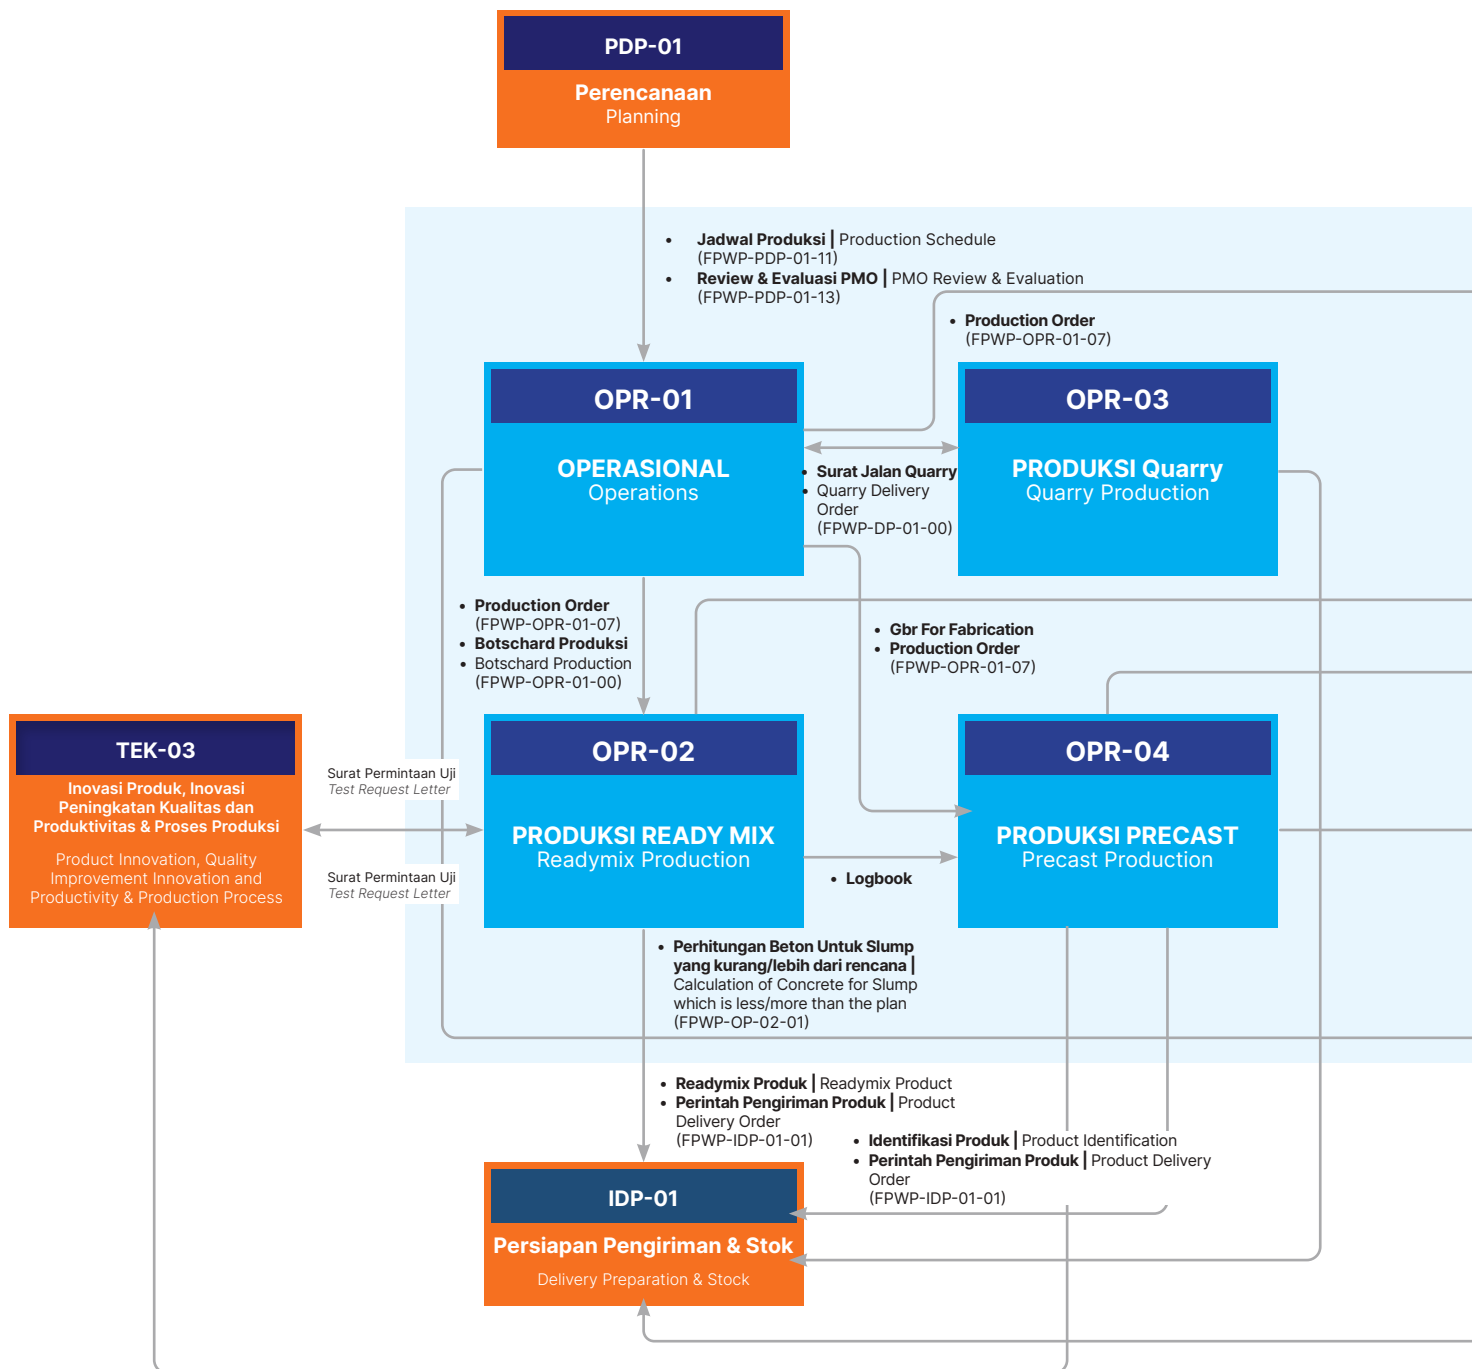 PDP-01
Perencanaan
Planning
• Jadwal Produksi | Production Schedule
(FPWP-PDP-01-11)
• Review & Evaluasi PMO | PMO Review & Evaluation
(FPWP-PDP-01-13)
• Production Order
(FPWP-OPR-01-07)
OPR-01
OPERASIONAL
Operations
• Surat Jalan Quarry
• Quarry Delivery
Order
(FPWP-DP-01-00)
OPR-03
PRODUKSI Quarry
Quarry Production
• Production Order
(FPWP-OPR-01-07)
• Botschard Produksi
• Botschard Production
(FPWP-OPR-01-00)
• Gbr For Fabrication
• Production Order
(FPWP-OPR-01-07)
TEK-03
Inovasi Produk, Inovasi
Peningkatan Kualitas dan
Produktivitas & Proses Produksi
Product Innovation, Quality
Improvement Innovation and
Productivity & Production Process
Surat Permintaan Uji
Test Request Letter
Surat Permintaan Uji
Test Request Letter
OPR-02
PRODUKSI READY MIX
Readymix Production
• Logbook
OPR-04
PRODUKSI PRECAST
Precast Production
• Perhitungan Beton Untuk Slump
yang kurang/lebih dari rencana |
Calculation of Concrete for Slump
which is less/more than the plan
(FPWP-OP-02-01)
• Readymix Produk | Readymix Product
• Perintah Pengiriman Produk | Product
Delivery Order
(FPWP-IDP-01-01)
• Identifikasi Produk | Product Identification
• Perintah Pengiriman Produk | Product Delivery
Order
(FPWP-IDP-01-01)
IDP-01
Persiapan Pengiriman & Stok
Delivery Preparation & Stock